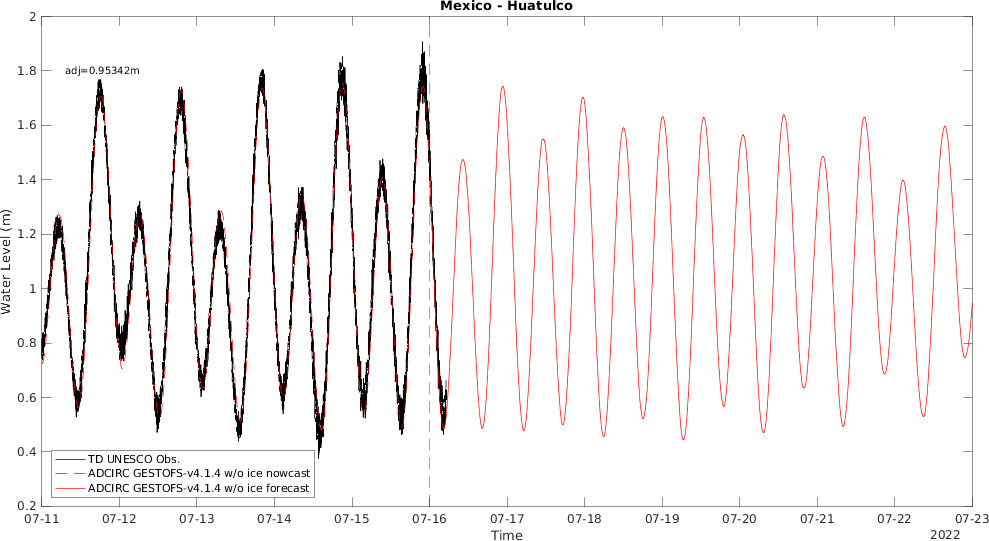 Mexico - Huatulco
adj=0.95342m
2
1.8
1.6
1.4
1.2
1
0.8
0.6
0.4
0.2
Water Level (m)
TD UNESCO Obs.
ADCIRC GESTOFS-v4.1.4 w/o ice nowcast
ADCIRC GESTOFS-v4.1.4 w/o ice forecast
07-11 07-12 07-13 07-14 07-15 07-16 07-17 07-18 07-19 07-20 07-21 07-22 07-23
Time
2022